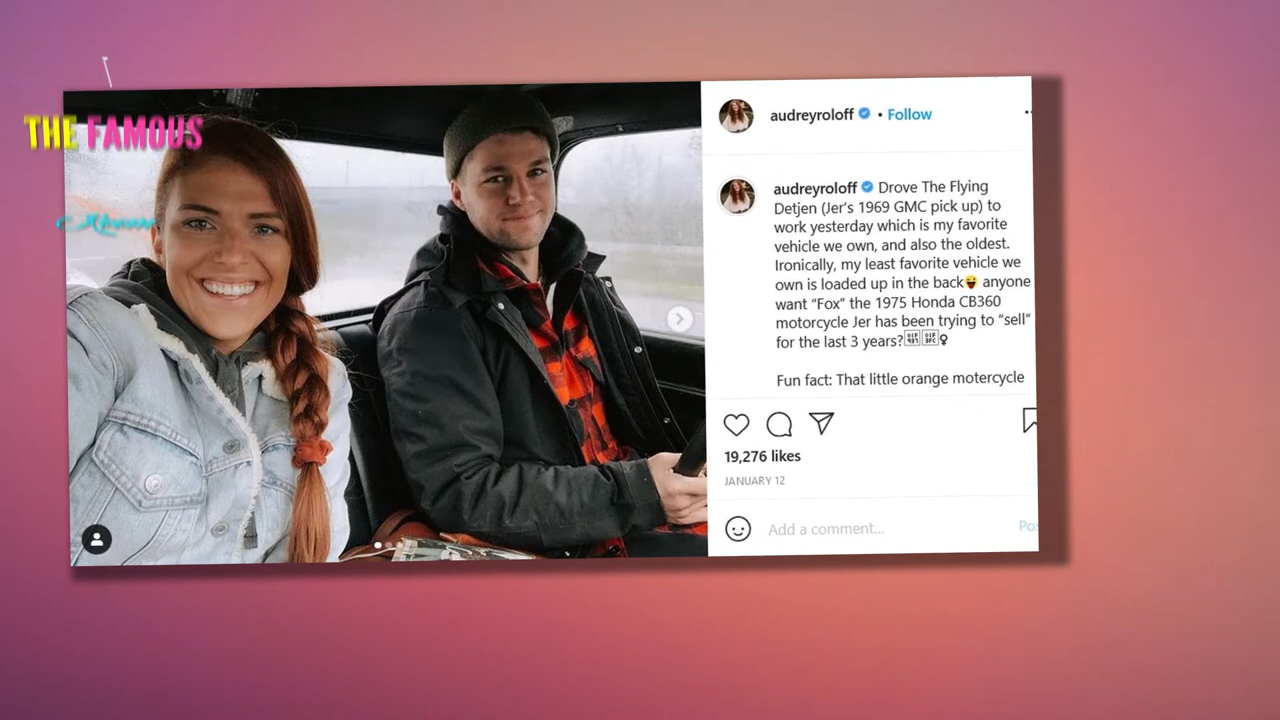 THE FAMOUS
audreyroloff • Follow
audreyroloff Drove The Flying
Detjen (Jer's 1969 GMC pick up) to
work yesterday which is my favorite
vehicle we own, and also the oldest.
Ironically, my least favorite vehicle we
own is loaded up in the back😜 anyone
want “Fox” the 1975 Honda CB360
motorcycle Jer has been trying to “sell”
for the last 3 years?♀
Fun fact: That little orange motercycle
19,276 likes
JANUARY 12
Add a comment...
Pos